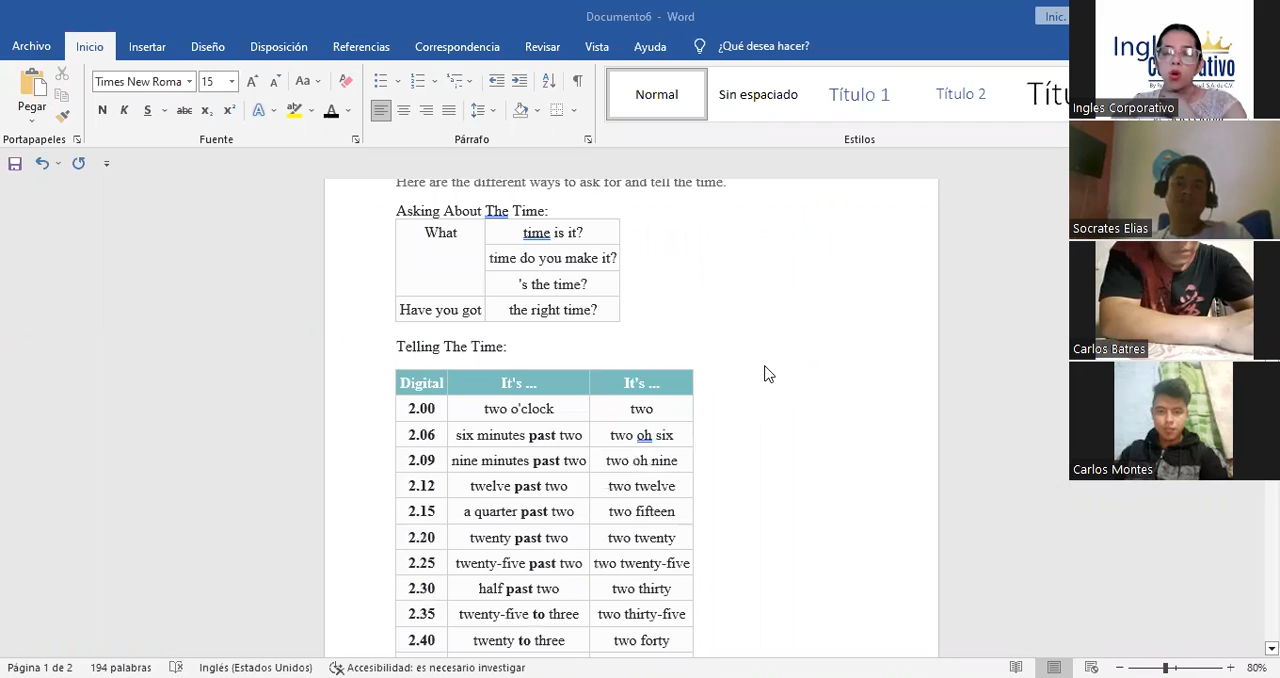 Documento6 - Word
Inic.
Archivo Inicio Insertar Diseño Disposición Referencias Correspondencia Revisar Vista Ayuda ¿Qué desea hacer?
Pegar
Times New Roma 15
Aa
N K S abc x₂ x² A A
Normal Sin espaciado Título 1 Título 2
Portapapeles Fuente Párrafo Estilos
Here are the different ways to ask for and tell the time.
Asking About The Time:
What time is it?
time do you make it?
's the time?
Have you got the right time?
Telling The Time:
Digital It's ... It's ...
2.00 two o'clock two
2.06 six minutes past two two oh six
2.09 nine minutes past two two oh nine
2.12 twelve past two two twelve
2.15 a quarter past two two fifteen
2.20 twenty past two two twenty
2.25 twenty-five past two two twenty-five
2.30 half past two two thirty
2.35 twenty-five to three two thirty-five
2.40 twenty to three two forty
Ingles Corporativo
Socrates Elias
Carlos Batres
Carlos Montes
Página 1 de 2 194 palabras Inglés (Estados Unidos) Accesibilidad: es necesario investigar 80%